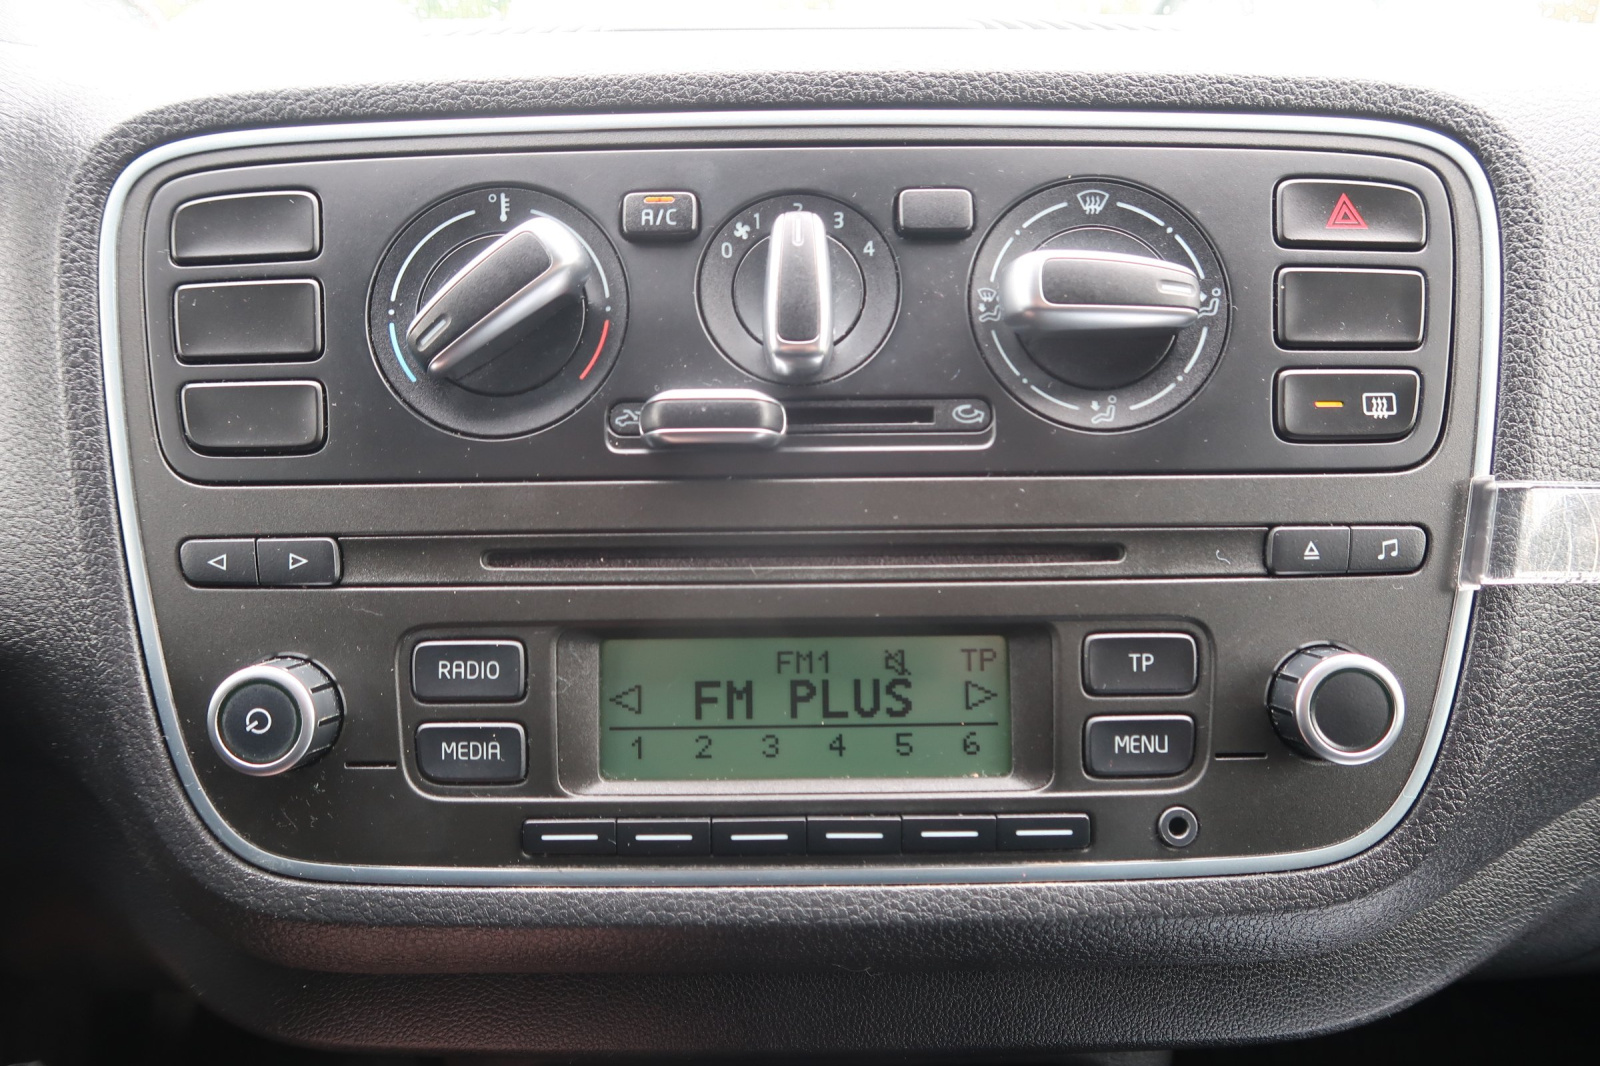 A/C
0 1 2 3 4
RADIO
MEDIA
FM1 TP
FM PLUS
1 2 3 4 5 6
TP
MENU